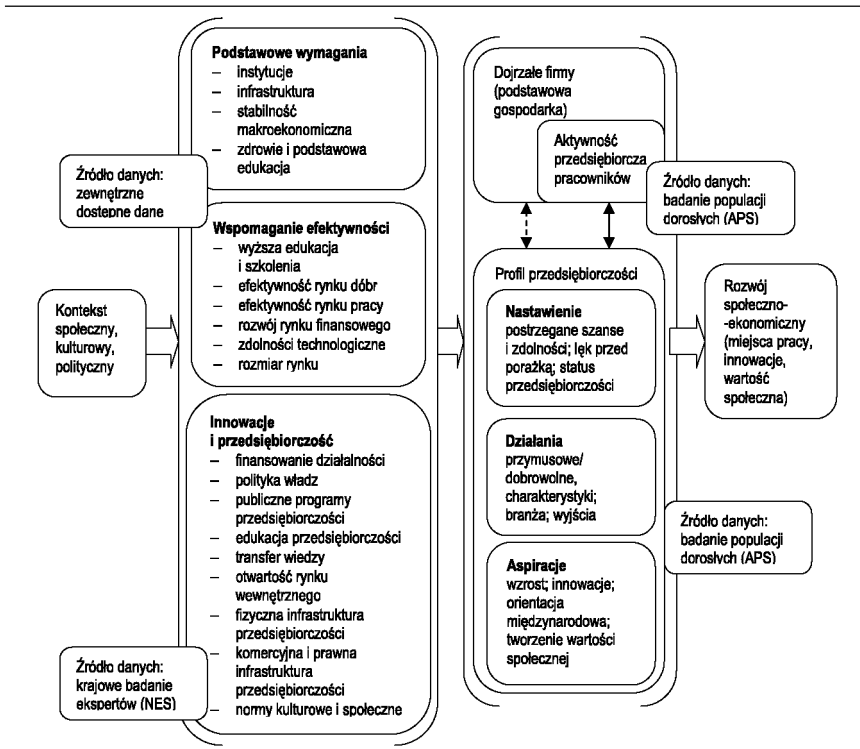 Kontekst
społeczny,
kulturowy,
polityczny
Podstawowe wymagania
– instytucje
– infrastruktura
– stabilność
makroekonomiczna
– zdrowie i podstawowa
edukacja
Źródło danych:
zewnętrzne
dostępne dane
Wspomaganie efektywności
– wyższa edukacja
i szkolenia
– efektywność rynku dóbr
– efektywność rynku pracy
– rozwój rynku finansowego
– zdolności technologiczne
– rozmiar rynku
Innowacje
i przedsiębiorczość
– finansowanie działalności
– polityka władz
– publiczne programy
przedsiębiorczości
– edukacja przedsiębiorczości
– transfer wiedzy
– otwartość rynku
wewnętrznego
– fizyczna infrastruktura
przedsiębiorczości
– komercyjna i prawna
infrastruktura
przedsiębiorczości
– normy kulturowe i społeczne
Źródło danych:
krajowe badanie
ekspertów (NES)
Dojrzałe firmy
(podstawowa
gospodarka)
Aktywność
przedsiębiorcza
pracowników
Źródło danych:
badanie populacji
dorosłych (APS)
Profil przedsiębiorczości
Nastawienie
postrzegane szanse
i zdolności; lęk przed
porażką; status
przedsiębiorczości
Działania
przymusowe/
dobrowolne,
charakterystyki;
branża; wyjścia
Aspiracje
wzrost; innowacje;
orientacja
międzynarodowa;
tworzenie wartości
społecznej
Źródło danych:
badanie populacji
dorosłych (APS)
Rozwój
społeczno-
-ekonomiczny
(miejsca pracy,
innowacje,
wartość
społeczna)